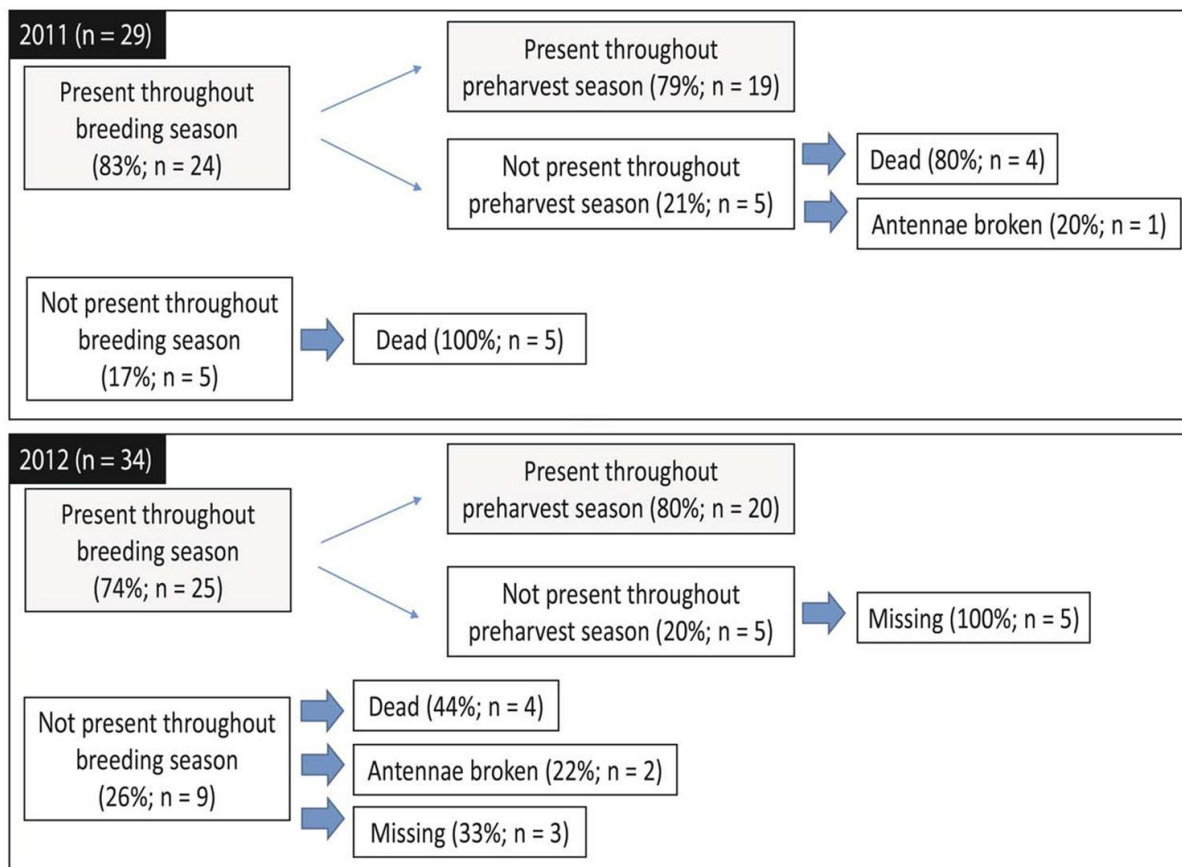 2011 (n = 29)
Present throughout
breeding season
(83%; n = 24)
Present throughout
preharvest season (79%; n = 19)
Not present throughout
preharvest season (21%; n = 5)
Dead (80%; n = 4)
Antennae broken (20%; n = 1)
Not present throughout
breeding season
(17%; n = 5)
Dead (100%; n = 5)
2012 (n = 34)
Present throughout
breeding season
(74%; n = 25)
Present throughout
preharvest season (80%; n = 20)
Not present throughout
preharvest season (20%; n = 5)
Missing (100%; n = 5)
Not present throughout
breeding season
(26%; n = 9)
Dead (44%; n = 4)
Antennae broken (22%; n = 2)
Missing (33%; n = 3)